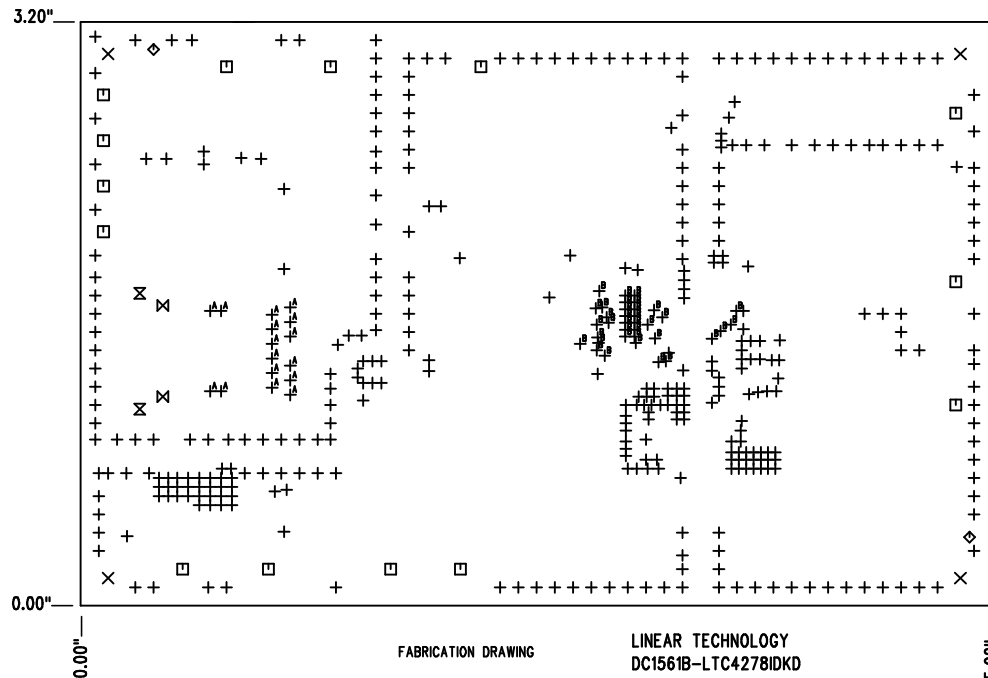 3.20"
0.00"
0.00"
FABRICATION DRAWING
LINEAR TECHNOLOGY
DC1561B-LTC4278IDKD